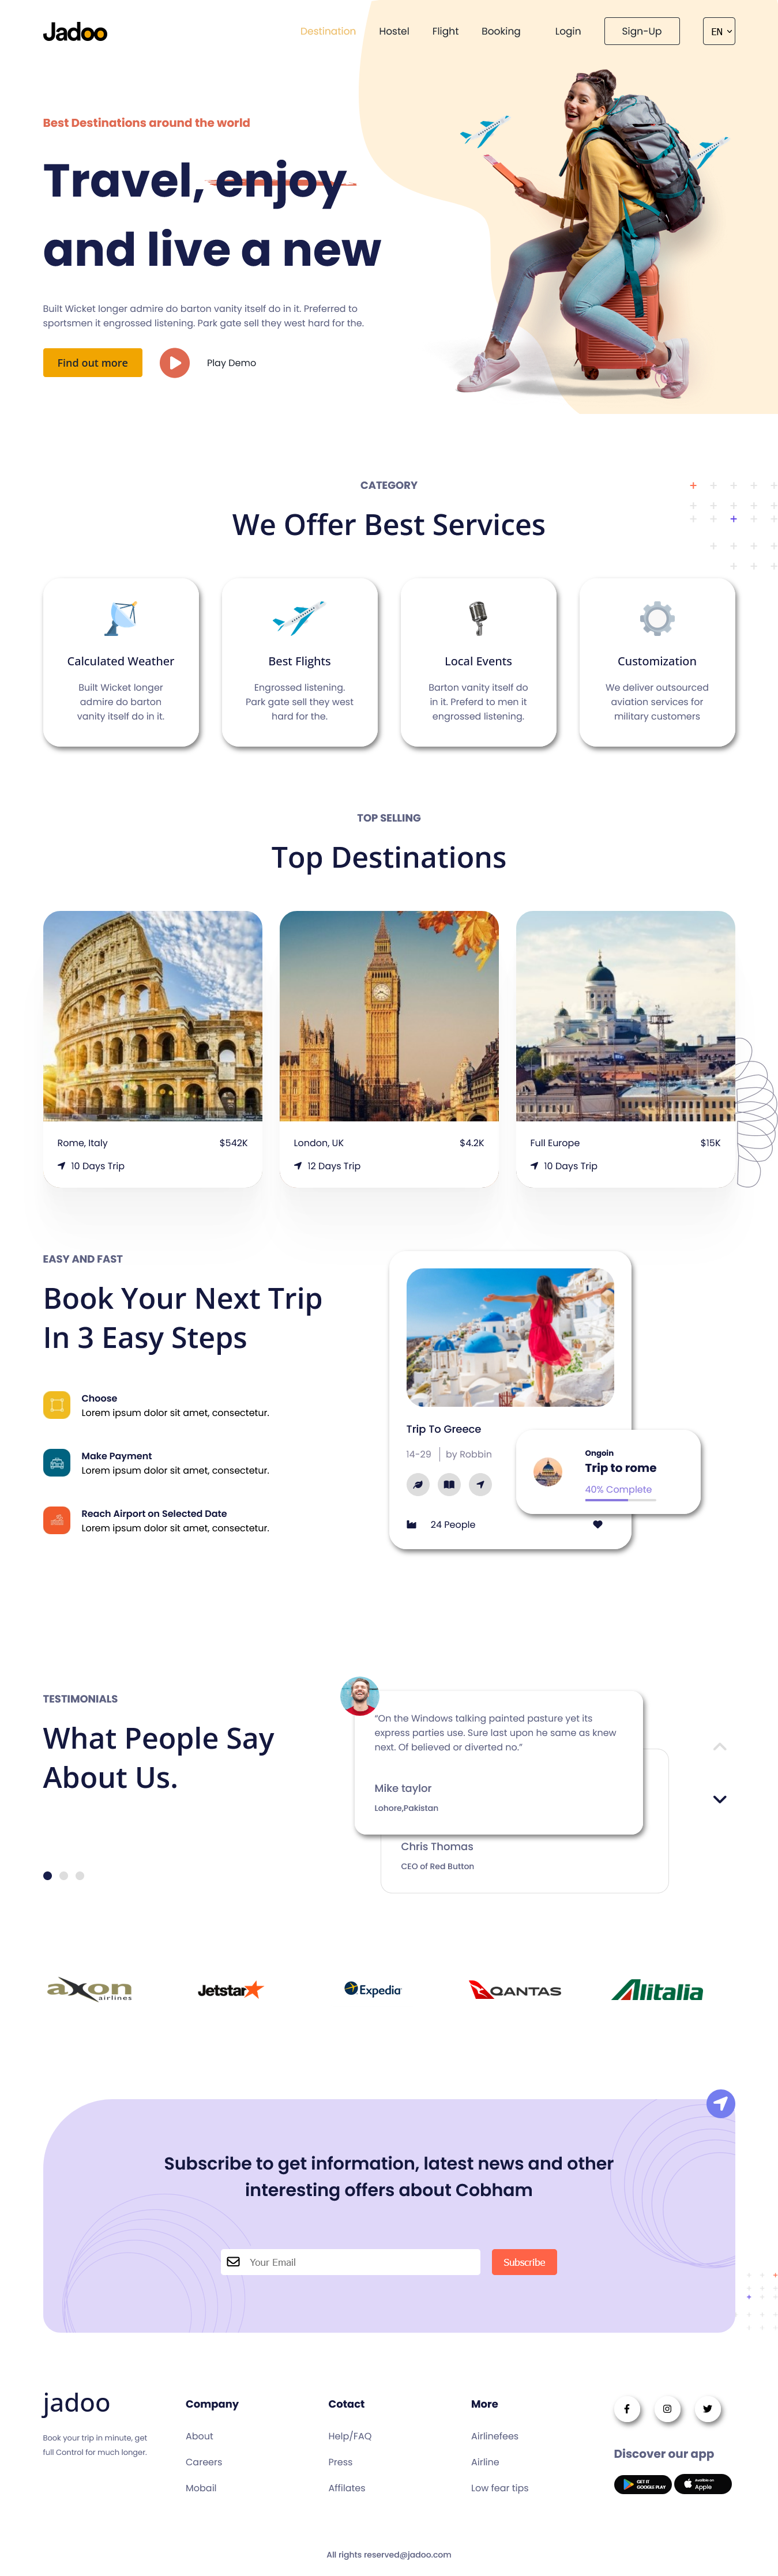 Jadoo
Destination
Hostel
Flight
Booking
Login
Sign-Up
EN
Best Destinations around the world
Travel, enjoy
and live a new
Built Wicket longer admire do barton vanity itself do in it. Preferred to
sportsmen it engrossed listening. Park gate sell they west hard for the.
Find out more
Play Demo
CATEGORY
We Offer Best Services
Calculated Weather
Built Wicket longer
admire do barton
vanity itself do in it.
Best Flights
Engrossed listening.
Park gate sell they west
hard for the.
Local Events
Barton vanity itself do
in it. Preferd to men it
engrossed listening.
Customization
We deliver outsourced
aviation services for
military customers
TOP SELLING
Top Destinations
Rome, Italy
$542K
10 Days Trip
London, UK
$4.2K
12 Days Trip
Full Europe
$15K
10 Days Trip
EASY AND FAST
Book Your Next Trip
In 3 Easy Steps
Choose
Lorem ipsum dolor sit amet, consectetur.
Make Payment
Lorem ipsum dolor sit amet, consectetur.
Reach Airport on Selected Date
Lorem ipsum dolor sit amet, consectetur.
Trip To Greece
14-29 | by Robbin
24 People
Ongoin
Trip to rome
40% Complete
TESTIMONIALS
What People Say
About Us.
“On the Windows talking painted pasture yet its
express parties use. Sure last upon he same as knew
next. Of believed or diverted no.”
Mike taylor
Lohore,Pakistan
Chris Thomas
CEO of Red Button
axon
airlines
Jetstar
Expedia
QANTAS
Alitalia
Subscribe to get information, latest news and other
interesting offers about Cobham
Your Email
Subscribe
jadoo
Book your trip in minute, get
full Control for much longer.
Company
About
Careers
Mobail
Cotact
Help/FAQ
Press
Affilates
More
Airlinefees
Airline
Low fear tips
Discover our app
GET IT
GOOGLE PLAY
Availble on
Apple
All rights reserved@jadoo.com